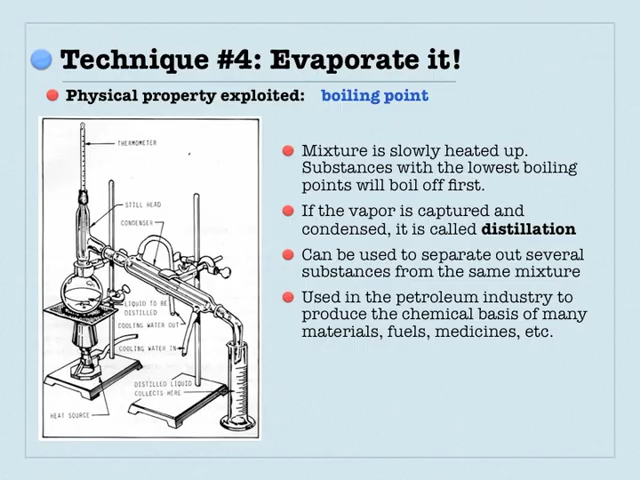 Technique #4: Evaporate it!
Physical property exploited: boiling point
THERMOMETER
STILL HEAD
CONDENSER
LIQUID TO BE
DISTILLED
COOLING WATER OUT
COOLING WATER IN
DISTILLED LIQUID
COLLECTS HERE
HEAT SOURCE
Mixture is slowly heated up.
Substances with the lowest boiling
points will boil off first.
If the vapor is captured and
condensed, it is called distillation
Can be used to separate out several
substances from the same mixture
Used in the petroleum industry to
produce the chemical basis of many
materials, fuels, medicines, etc.